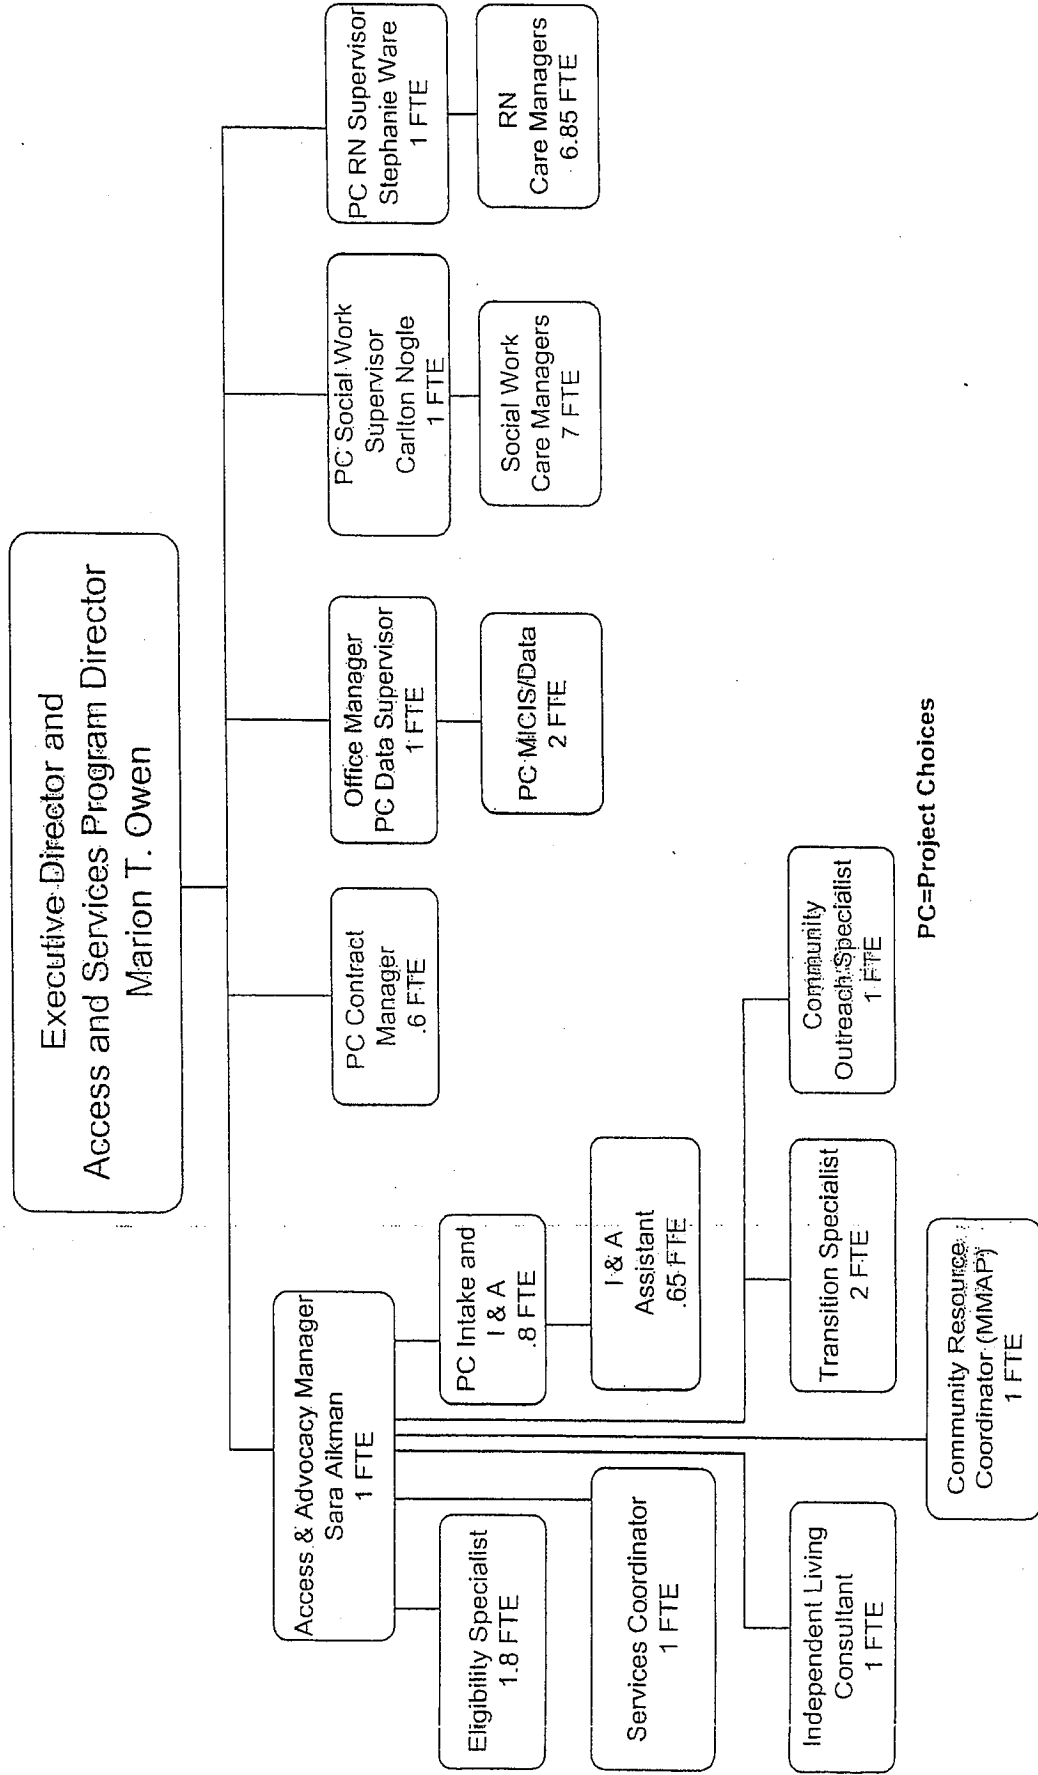 Executive Director and
Access and Services Program Director
Marion T. Owen
Access & Advocacy Manager
Sara Aikman
1 FTE
PC Contract
Manager
.6 FTE
Office Manager
PC Data Supervisor
1 FTE
PC Social Work
Supervisor
Carlton Nogle
1 FTE
PC RN Supervisor
Stephanie Ware
1 FTE
Eligibility Specialist
1.8 FTE
PC Intake and
I & A
.8 FTE
PC MICIS/Data
2 FTE
Social Work
Care Managers
7 FTE
RN
Care Managers
6.85 FTE
Services Coordinator
1 FTE
I & A
Assistant
.65 FTE
Independent Living
Consultant
1 FTE
Transition Specialist
2 FTE
Community
Outreach Specialist
1 FTE
Community Resource
Coordinator (MMAP)
1 FTE
PC=Project Choices